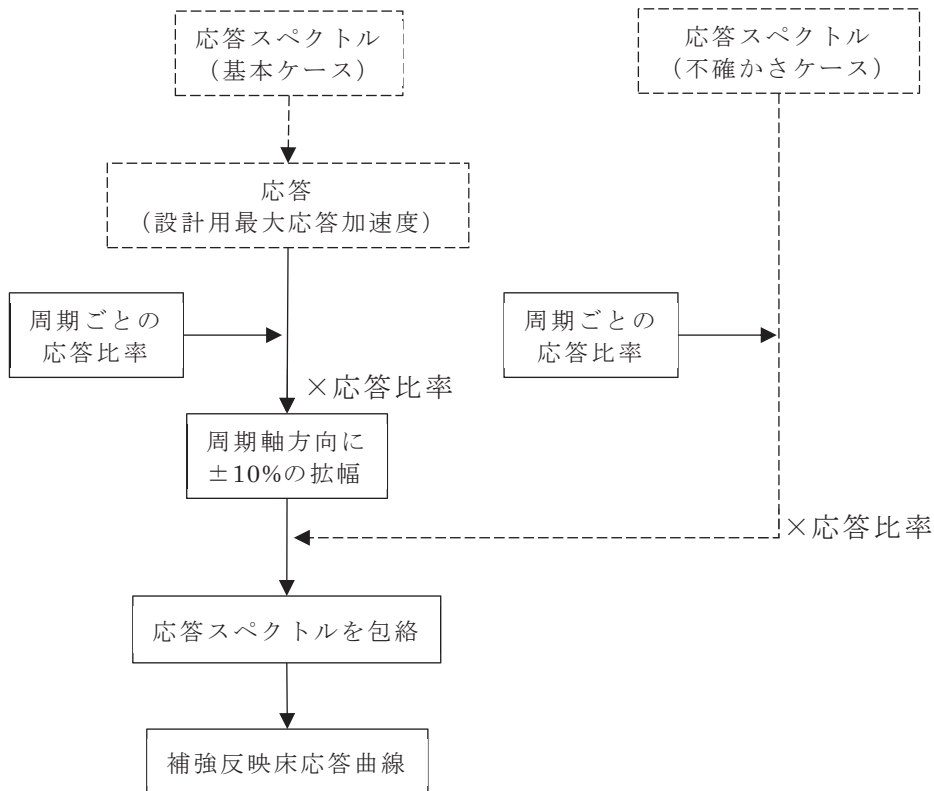 応答スペクトル
(基本ケース)
応答スペクトル
(不確かさケース)
応答
(設計用最大応答加速度)
周期ごとの
応答比率
周期ごとの
応答比率
×応答比率
周期軸方向に
±10%の拡幅
×応答比率
応答スペクトルを包絡
補強反映床応答曲線